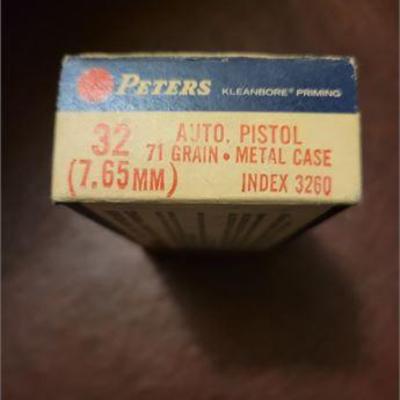 PETERS KLEANBORE® PRIMING
32 AUTO. PISTOL
71 GRAIN • METAL CASE
(7.65MM) INDEX 3260